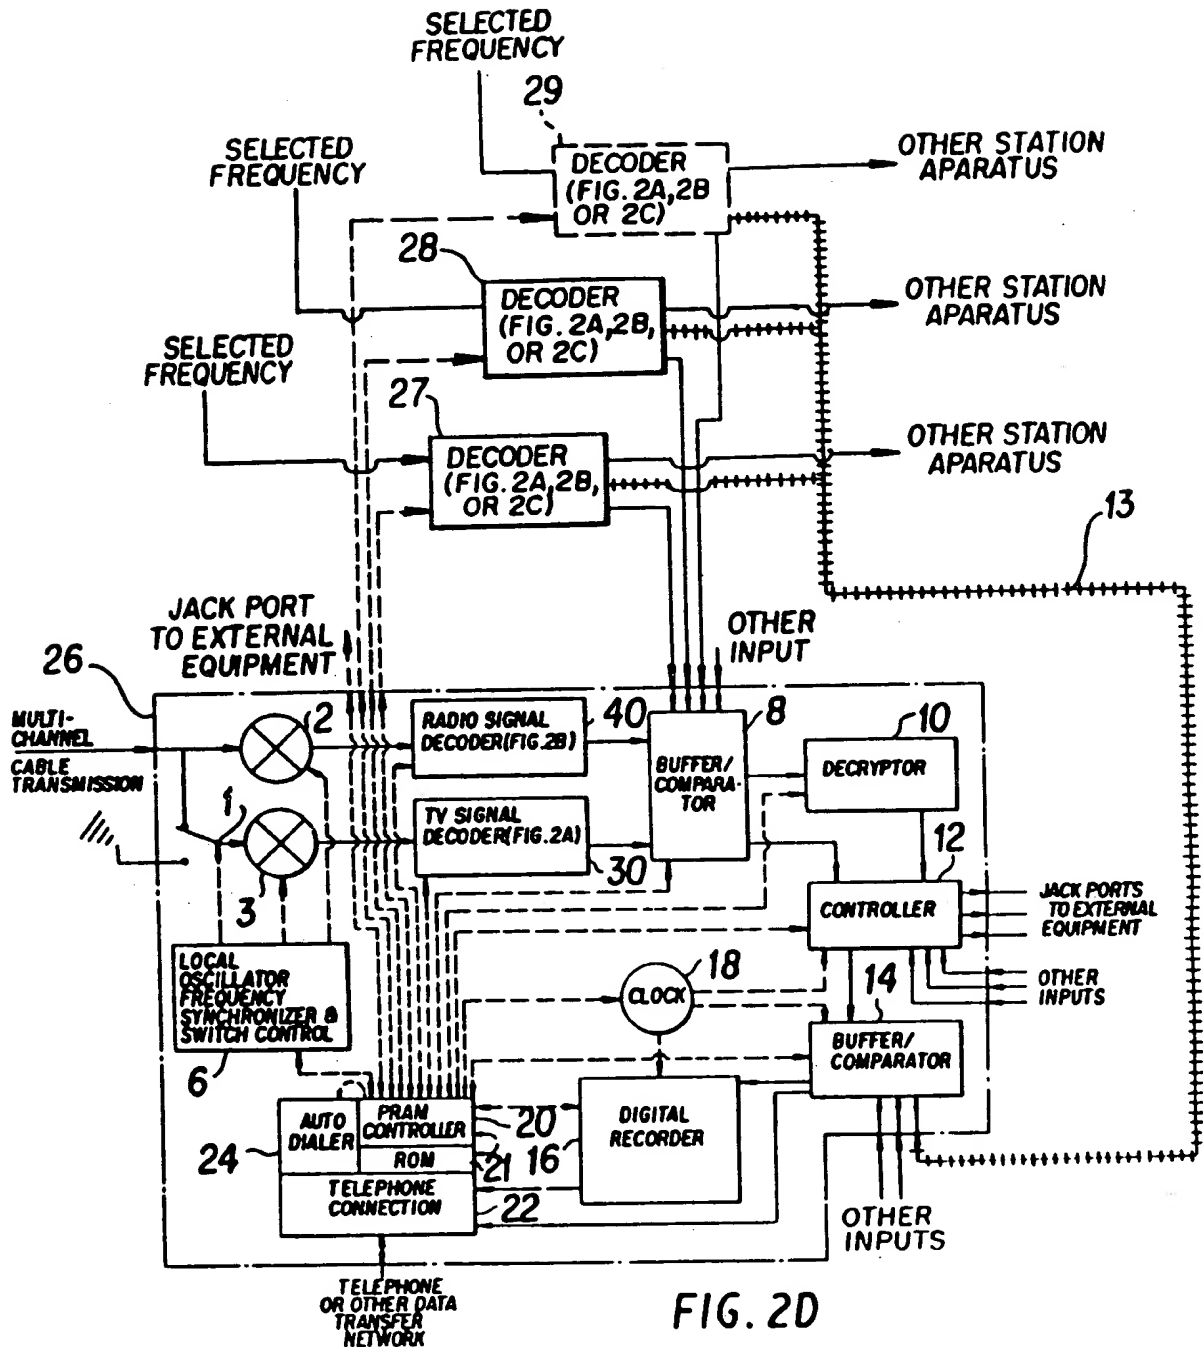 SELECTED
FREQUENCY
29
SELECTED
FREQUENCY
DECODER
(FIG. 2A, 2B
OR 2C)
OTHER STATION
APARATUS
28
DECODER
(FIG. 2A, 2B,
OR 2C)
OTHER STATION
APARATUS
SELECTED
FREQUENCY
27
DECODER
(FIG. 2A, 2B,
OR 2C)
OTHER STATION
APARATUS
13
JACK PORT
TO EXTERNAL
EQUIPMENT
OTHER
INPUT
26
MULTI-
CHANNEL
CABLE
TRANSMISSION
2
RADIO SIGNAL
DECODER(FIG. 2B)
40
8
BUFFER/
COMPARA-
TOR
10
DECRYPTOR
1
3
TV SIGNAL
DECODER(FIG. 2A)
30
12
CONTROLLER
JACK PORTS
TO EXTERNAL
EQUIPMENT
LOCAL
OSCILLATOR
FREQUENCY
SYNCHRONIZER &
SWITCH CONTROL
6
18
CLOCK
14
OTHER
INPUTS
BUFFER/
COMPARATOR
AUTO
DIALER
24
PRAM
CONTROLLER
20
ROM
21
16
DIGITAL
RECORDER
TELEPHONE
CONNECTION
22
OTHER
INPUTS
TELEPHONE
OR OTHER DATA
TRANSFER
NETWORK
FIG. 2D